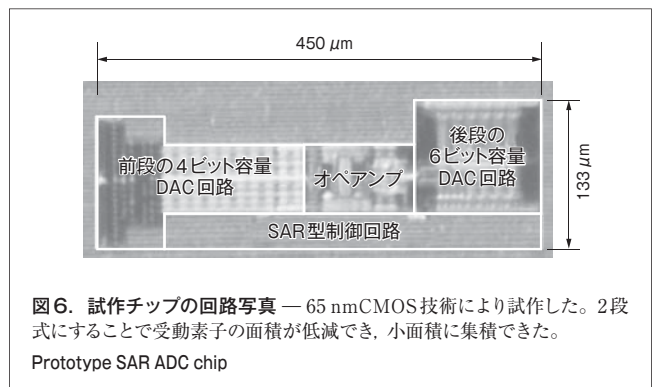 450 μm
前段の4ビット容量
DAC回路
オペアンプ
後段の
6ビット容量
DAC回路
133 μm
SAR型制御回路
図6. 試作チップの回路写真 — 65 nmCMOS技術により試作した。2段
式にすることで受動素子の面積が低減でき,小面積に集積できた。
Prototype SAR ADC chip